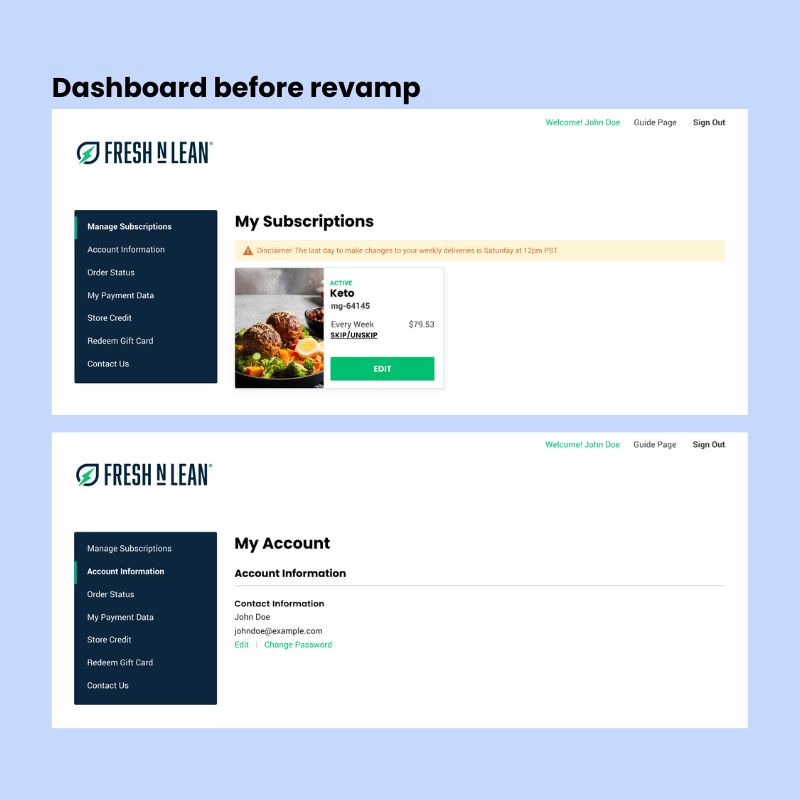 Dashboard before revamp
Welcome! John Doe Guide Page Sign Out
FRESH N LEAN®
Manage Subscriptions
Account Information
Order Status
My Payment Data
Store Credit
Redeem Gift Card
Contact Us
My Subscriptions
Disclaimer: The last day to make changes to your weekly deliveries is Saturday at 12pm PST.
ACTIVE
Keto
mg-64145
Every Week $79.53
SKIP/UNSKIP
EDIT
Welcome! John Doe Guide Page Sign Out
FRESH N LEAN®
Manage Subscriptions
Account Information
Order Status
My Payment Data
Store Credit
Redeem Gift Card
Contact Us
My Account
Account Information
Contact Information
John Doe
johndoe@example.com
Edit | Change Password